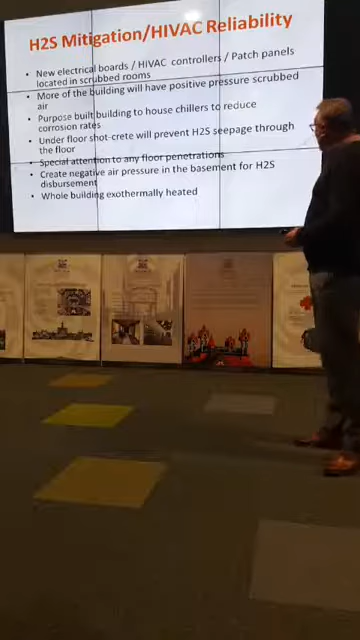 H2S Mitigation/HIVAC Reliability
• New electrical boards / HIVAC controllers / Patch panels
located in scrubbed rooms
• More of the building will have positive pressure scrubbed
air
• Purpose built building to house chillers to reduce
corrosion rates
• Under floor shot-crete will prevent H2S seepage through
the floor
• Special attention to any floor penetrations
• Create negative air pressure in the basement for H2S
disbursement
• Whole building exothermally heated